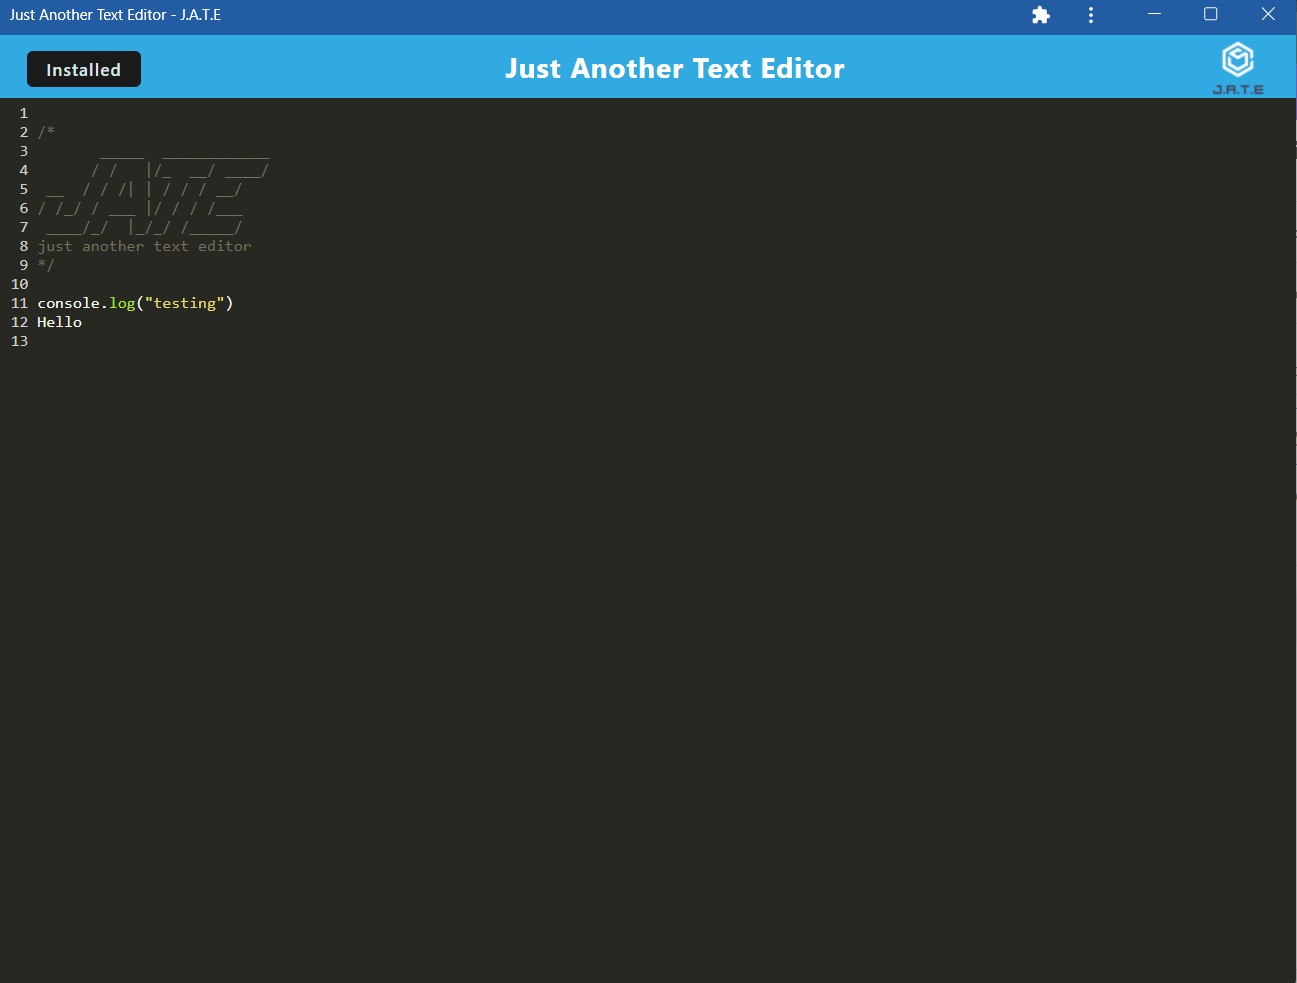 Just Another Text Editor - J.A.T.E
Installed
Just Another Text Editor
J.A.T.E
1
2 /*
3        _____  ____________
4       / /   |/_  __/ ____/
5  __  / / /| | / / / __/
6 / /_/ / ___ |/ / / /___
7  ____/_/  |_/_/ /_____/
8 just another text editor
9 */
10
11 console.log("testing")
12 Hello
13